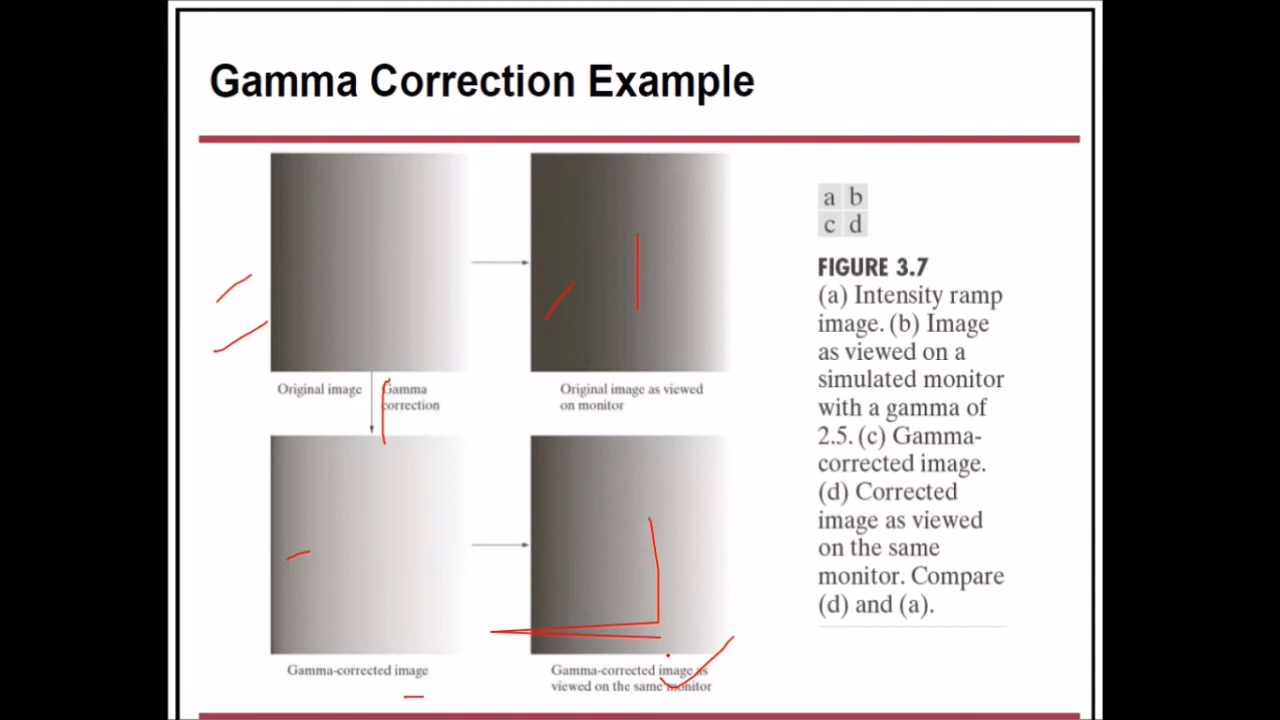 Gamma Correction Example
Original image
Gamma
correction
Original image as viewed
on monitor
Gamma-corrected image
Gamma-corrected image as
viewed on the same monitor
a b
c d
FIGURE 3.7
(a) Intensity ramp
image. (b) Image
as viewed on a
simulated monitor
with a gamma of
2.5. (c) Gamma-
corrected image.
(d) Corrected
image as viewed
on the same
monitor. Compare
(d) and (a).